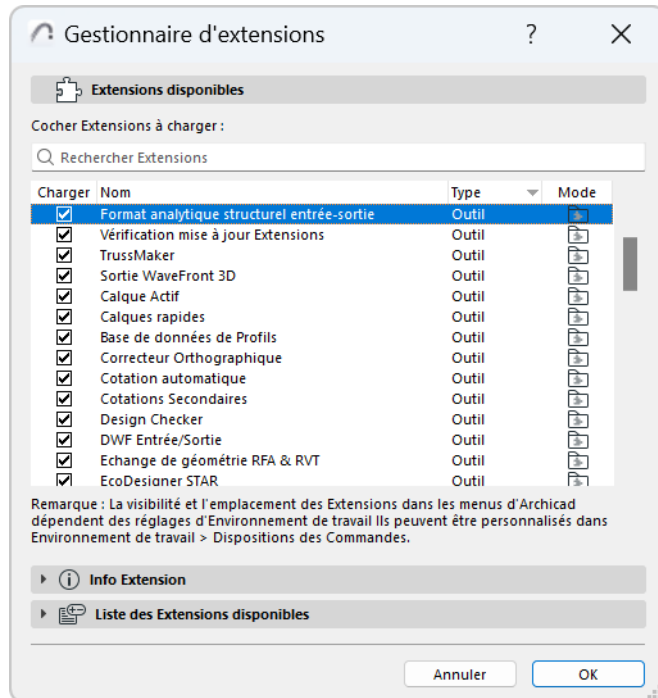 Gestionnaire d'extensions ?
Extensions disponibles
Cocher Extensions à charger :
Rechercher Extensions
Charger Nom Type Mode
Format analytique structurel entrée-sortie Outil
Vérification mise à jour Extensions Outil
TrussMaker Outil
Sortie WaveFront 3D Outil
Calque Actif Outil
Calques rapides Outil
Base de données de Profils Outil
Correcteur Orthographique Outil
Cotation automatique Outil
Cotations Secondaires Outil
Design Checker Outil
DWF Entrée/Sortie Outil
Echange de géométrie RFA & RVT Outil
EcoDesigner STAR Outil
Remarque : La visibilité et l'emplacement des Extensions dans les menus d'Archicad
dépendent des réglages d'Environnement de travail Ils peuvent être personnalisés dans
Environnement de travail > Dispositions des Commandes.
Info Extension
Liste des Extensions disponibles
Annuler OK